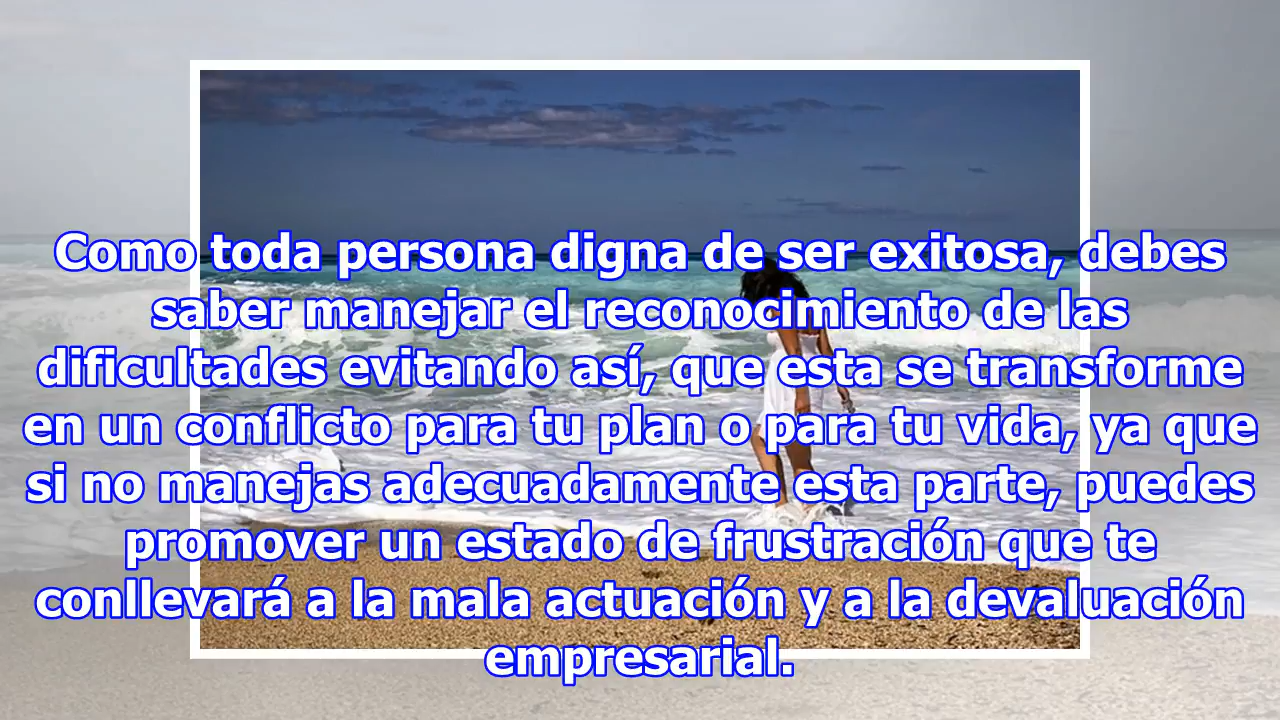 Como toda persona digna de ser exitosa, debes
saber manejar el reconocimiento de las
dificultades evitando así, que esta se transforme
en un conflicto para tu plan o para tu vida, ya que
si no manejas adecuadamente esta parte, puedes
promover un estado de frustración que te
conllevará a la mala actuación y a la devaluación
empresarial.